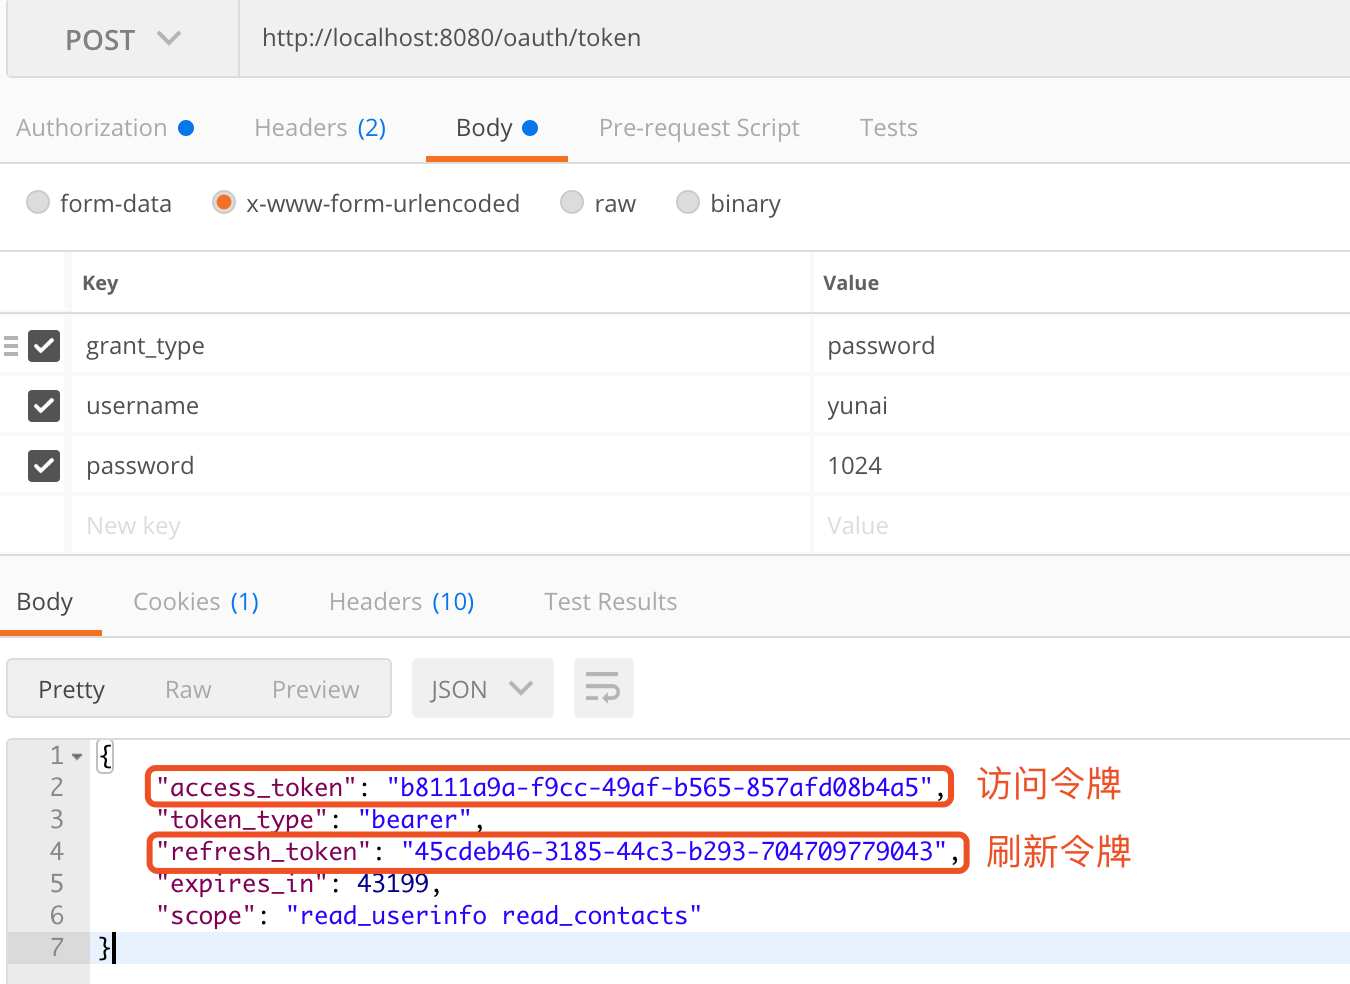 POST http://localhost:8080/oauth/token
Authorization Headers (2) Body Pre-request Script Tests
form-data x-www-form-urlencoded raw binary
Key Value
grant_type password
username yunai
password 1024
New key Value
Body Cookies (1) Headers (10) Test Results
Pretty Raw Preview JSON
1 {
2 "access_token": "b8111a9a-f9cc-49af-b565-857afd08b4a5", 访问令牌
3 "token_type": "bearer",
4 "refresh_token": "45cdeb46-3185-44c3-b293-704709779043", 刷新令牌
5 "expires_in": 43199,
6 "scope": "read_userinfo read_contacts"
7 }